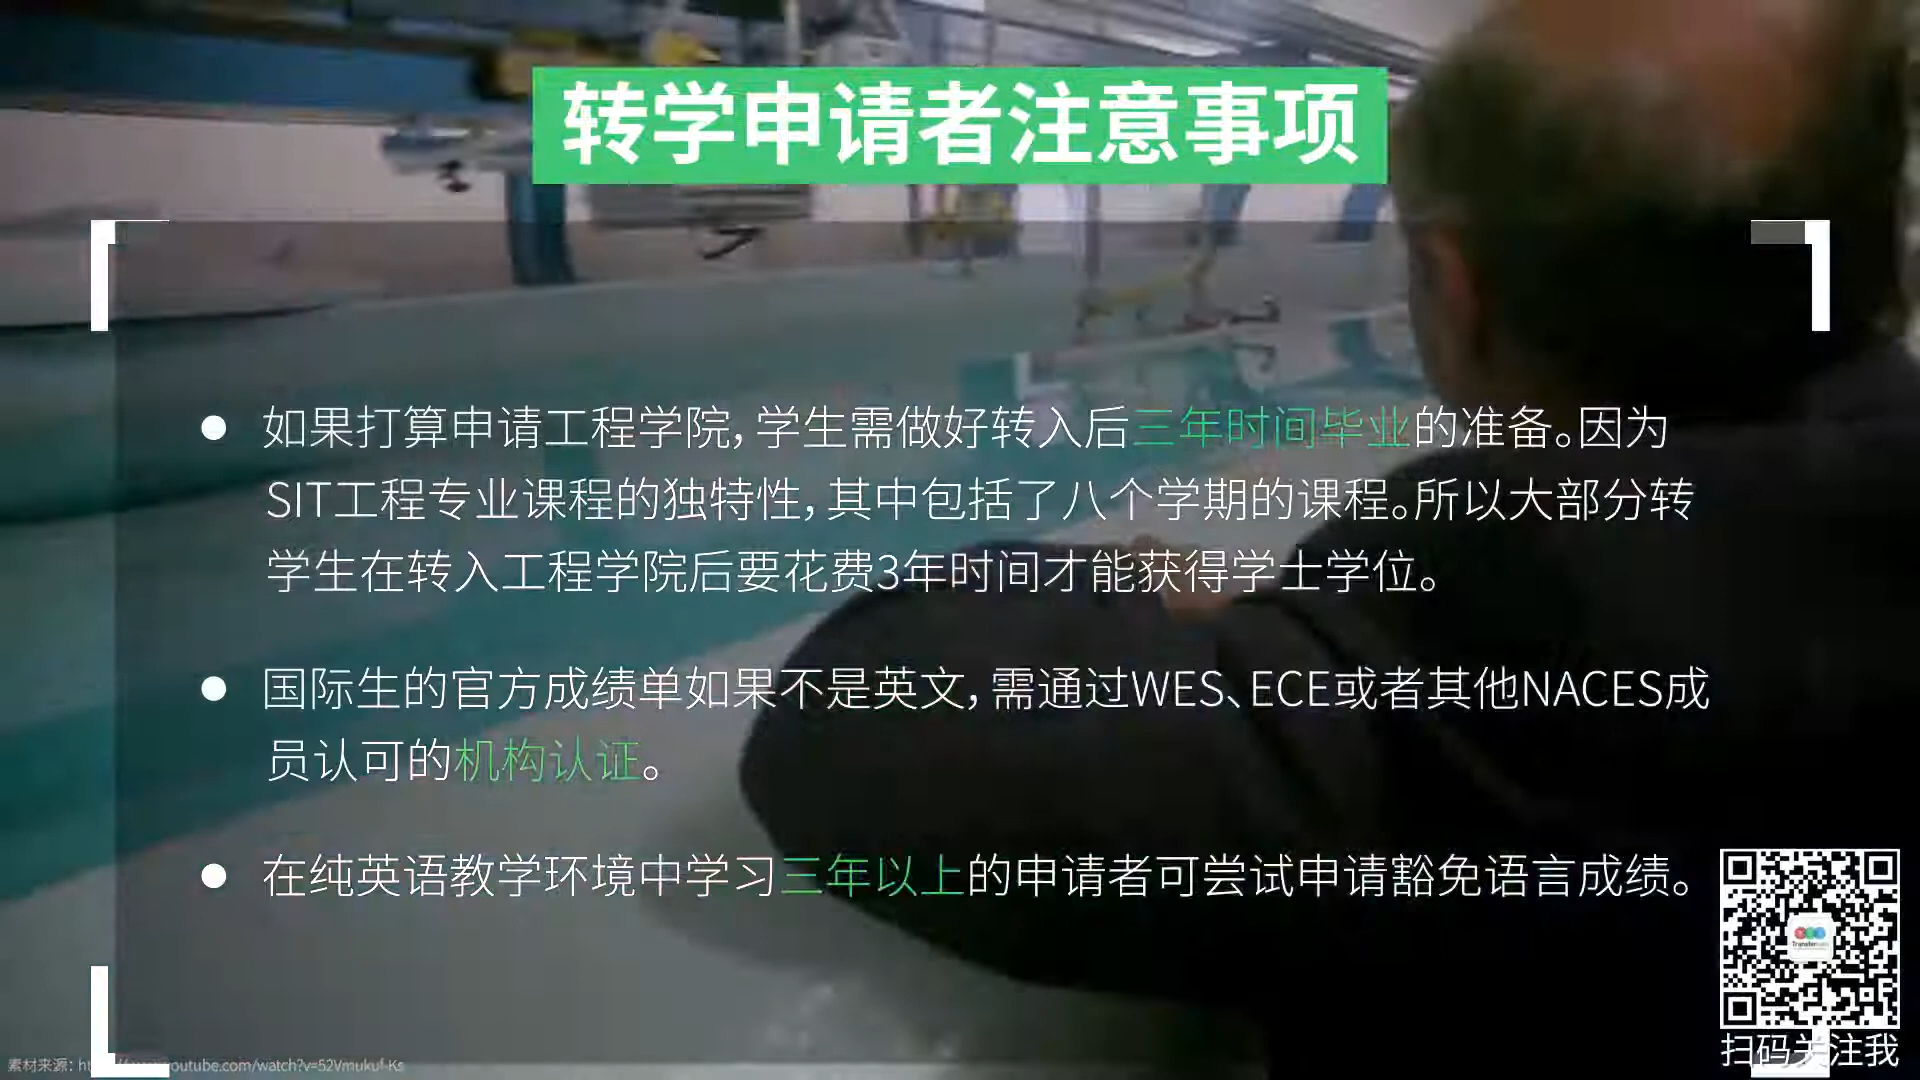 转学申请者注意事项
● 如果打算申请工程学院，学生需做好转入后三年时间毕业的准备。因为
SIT工程专业课程的独特性，其中包括了八个学期的课程。所以大部分转
学生在转入工程学院后要花费3年时间才能获得学士学位。
● 国际生的官方成绩单如果不是英文，需通过WES、ECE或者其他NACES成
员认可的机构认证。
● 在纯英语教学环境中学习三年以上的申请者可尝试申请豁免语言成绩。
扫码关注我
素材来源：